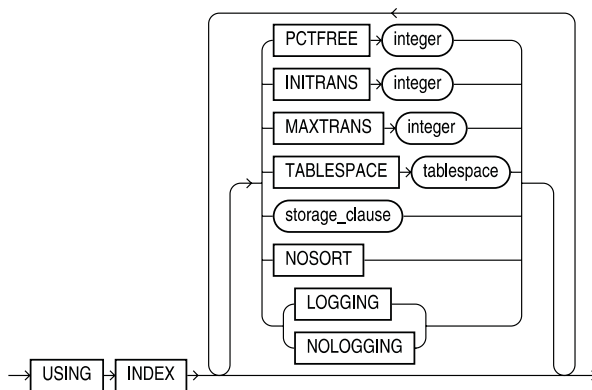 PCTFREE integer
INITRANS integer
MAXTRANS integer
TABLESPACE tablespace
storage_clause
NOSORT
LOGGING
NOLOGGING
USING INDEX